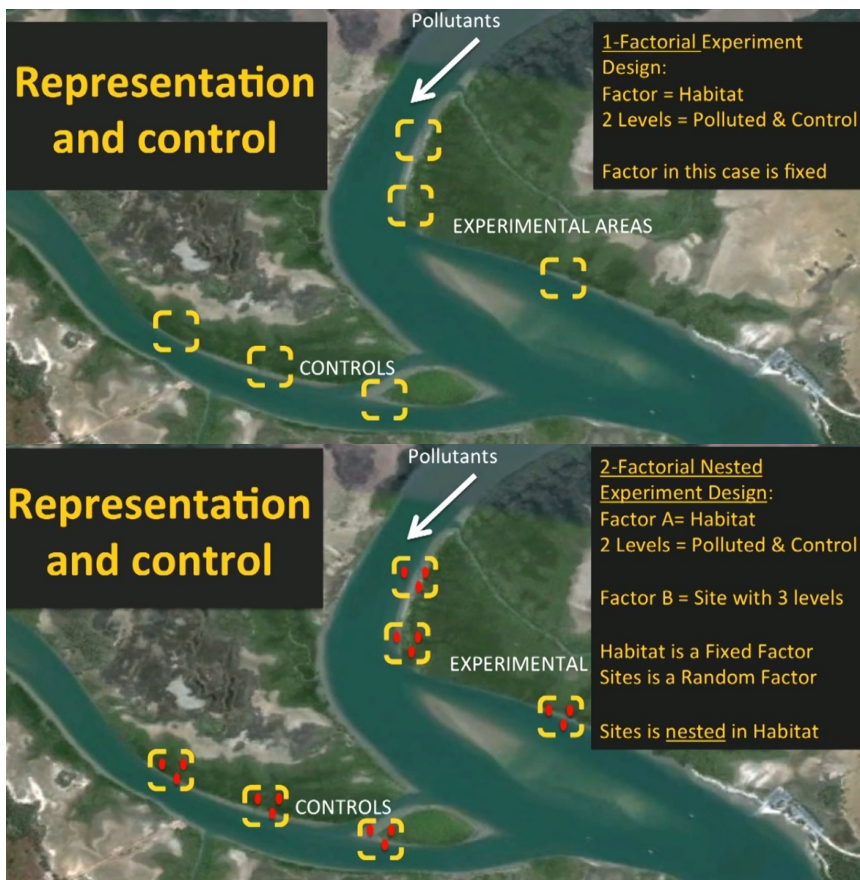 Pollutants
Representation
and control
1-Factorial Experiment
Design:
Factor = Habitat
2 Levels = Polluted & Control
Factor in this case is fixed
EXPERIMENTAL AREAS
CONTROLS
Pollutants
Representation
and control
2-Factorial Nested
Experiment Design:
Factor A= Habitat
2 Levels = Polluted & Control
Factor B = Site with 3 levels
Habitat is a Fixed Factor
Sites is a Random Factor
Sites is nested in Habitat
EXPERIMENTAL
CONTROLS